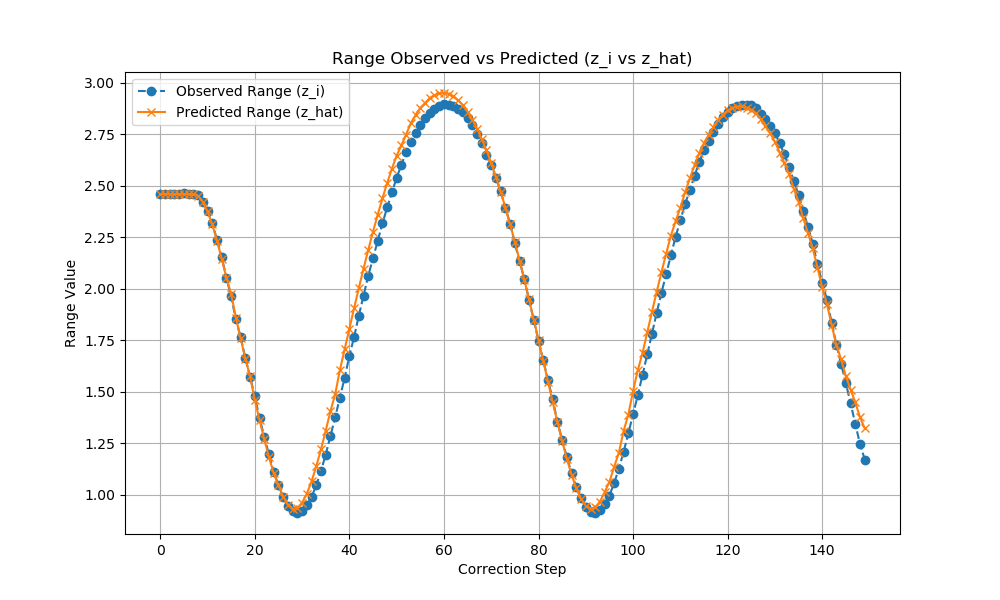 Range Observed vs Predicted (z_i vs z_hat)
Observed Range (z_i)
Predicted Range (z_hat)
3.00
2.75
2.50
2.25
2.00
1.75
1.50
1.25
1.00
Range Value
0 20 40 60 80 100 120 140
Correction Step